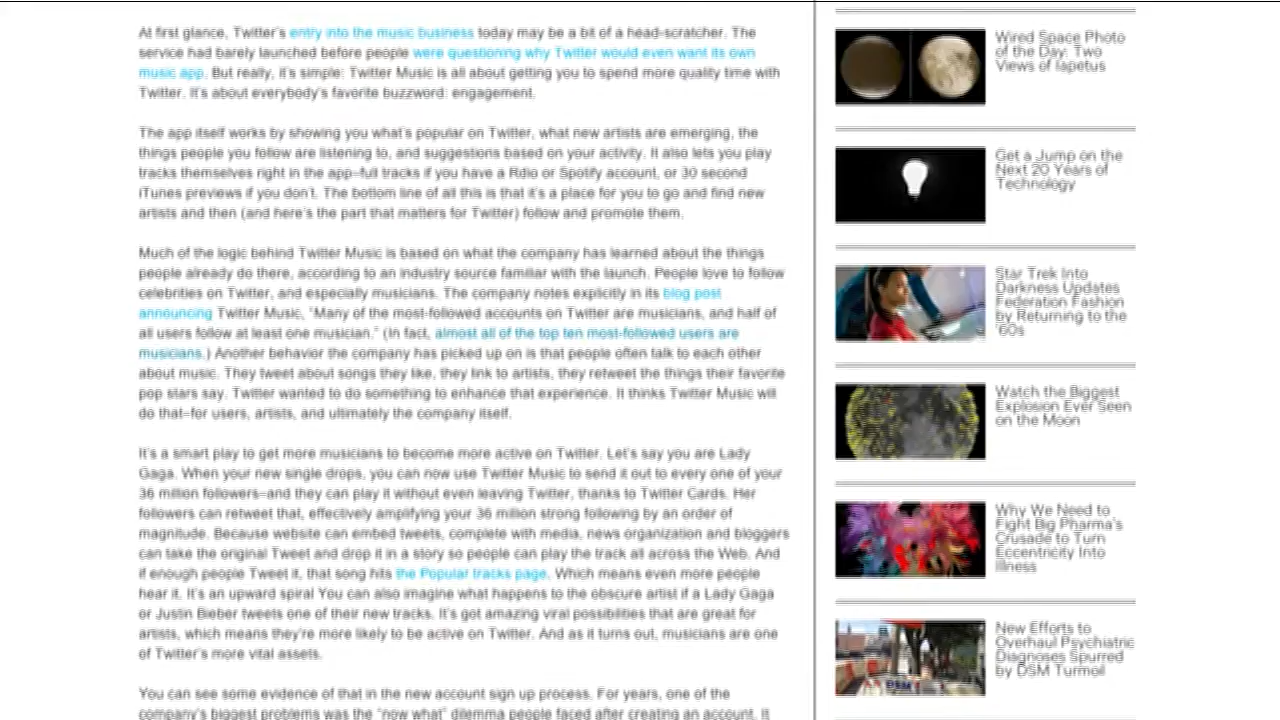 At first glance, Twitter's entry into the music business today may be a bit of a head-scratcher. The
service had barely launched before people were questioning why Twitter would even want its own
music app. But really, it's simple: Twitter Music is all about getting you to spend more quality time with
Twitter. It's about everybody's favorite buzzword: engagement.
The app itself works by showing you what's popular on Twitter, what new artists are emerging, the
things people you follow are listening to, and suggestions based on your activity. It also lets you play
tracks themselves right in the app–full tracks if you have a Rdio or Spotify account, or 30 second
iTunes previews if you don't. The bottom line of all this is that it's a place for you to go and find new
artists and then (and here's the part that matters for Twitter) follow and promote them.
Much of the logic behind Twitter Music is based on what the company has learned about the things
people already do there, according to an industry source familiar with the launch. People love to follow
celebrities on Twitter, and especially musicians. The company notes explicitly in its blog post
announcing Twitter Music, "Many of the most-followed accounts on Twitter are musicians, and half of
all users follow at least one musician." (In fact, almost all of the top ten most-followed users are
musicians.) Another behavior the company has picked up on is that people often talk to each other
about music. They tweet about songs they like, they link to artists, they retweet the things their favorite
pop stars say. Twitter wanted to do something to enhance that experience. It thinks Twitter Music will
do that–for users, artists, and ultimately the company itself.
It's a smart play to get more musicians to become more active on Twitter. Let's say you are Lady
Gaga. When your new single drops, you can now use Twitter Music to send it out to every one of your
36 million followers–and they can play it without even leaving Twitter, thanks to Twitter Cards. Her
followers can retweet that, effectively amplifying your 36 million strong following by an order of
magnitude. Because website can embed tweets, complete with media, news organization and bloggers
can take the original Tweet and drop it in a story so people can play the track all across the Web. And
if enough people Tweet it, that song hits the Popular tracks page. Which means even more people
hear it. It's an upward spiral You can also imagine what happens to the obscure artist if a Lady Gaga
or Justin Bieber tweets one of their new tracks. It's got amazing viral possibilities that are great for
artists, which means they're more likely to be active on Twitter. And as it turns out, musicians are one
of Twitter's more vital assets.
You can see some evidence of that in the new account sign up process. For years, one of the
company's biggest problems was the "now what" dilemma people faced after creating an account. It
Wired Space Photo
of the Day: Two
Views of Iapetus
Get a Jump on the
Next 20 Years of
Technology
Star Trek Into
Darkness Updates
Federation Fashion
by Returning to the
'60s
Watch the Biggest
Explosion Ever Seen
on the Moon
Why We Need to
Fight Big Pharma's
Crusade to Turn
Eccentricity Into
Illness
New Efforts to
Overhaul Psychiatric
Diagnoses Spurred
by DSM Turmoil